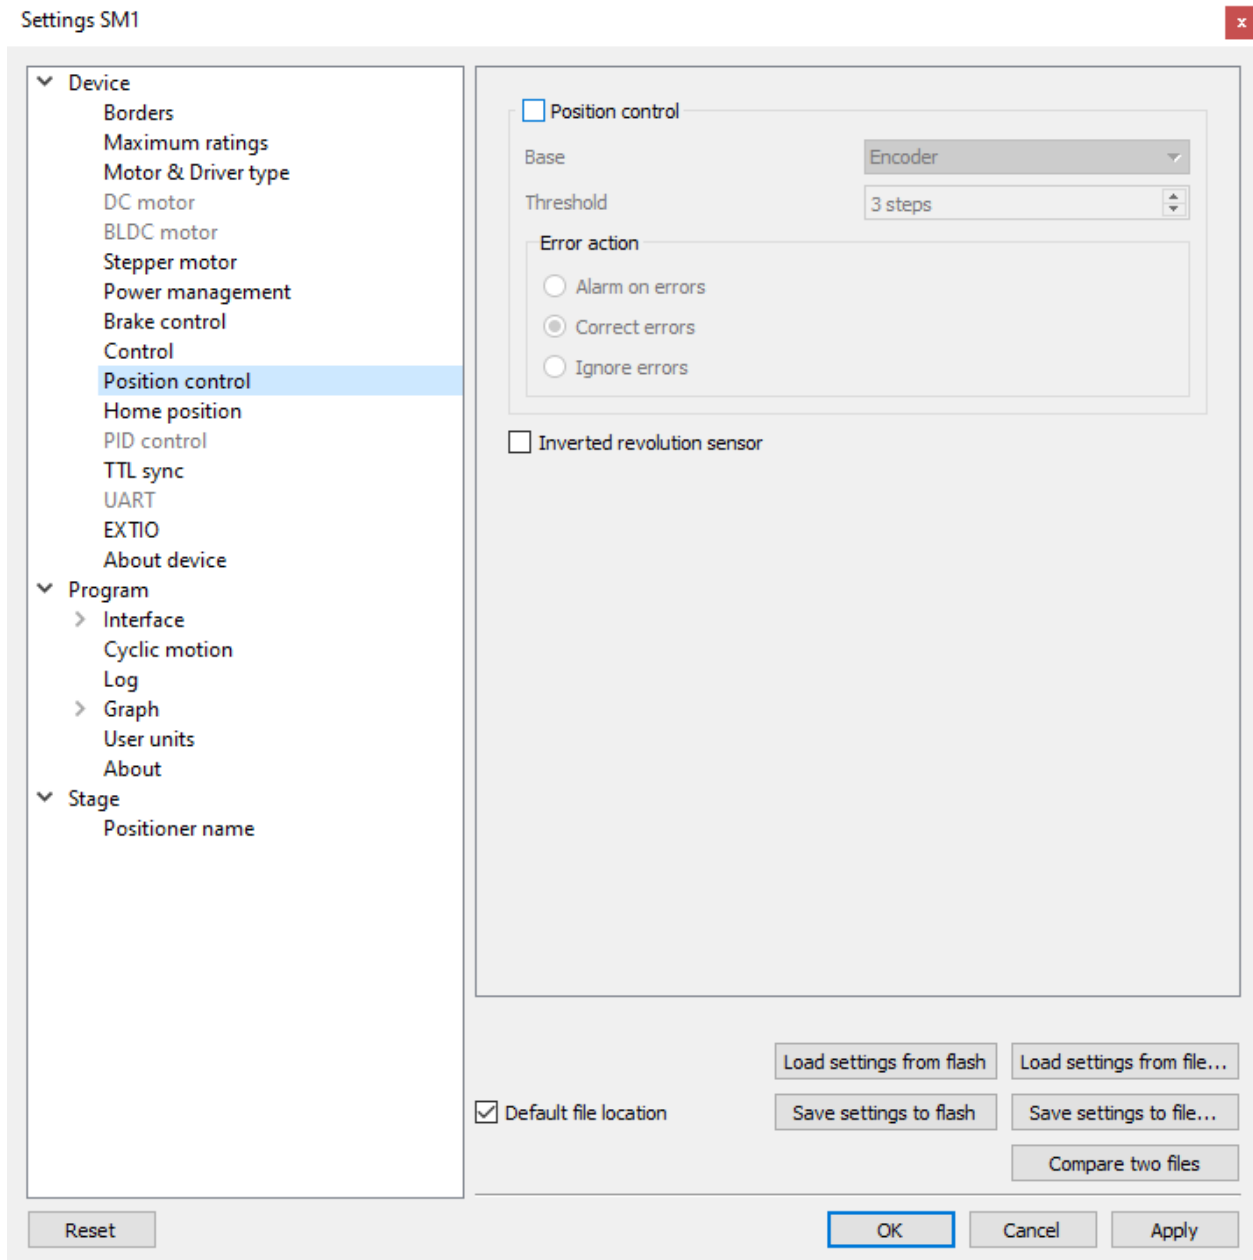 Settings SM1
x
Device
Borders
Maximum ratings
Motor & Driver type
DC motor
BLDC motor
Stepper motor
Power management
Brake control
Control
Position control
Home position
PID control
TTL sync
UART
EXTIO
About device
Program
Interface
Cyclic motion
Log
Graph
User units
About
Stage
Positioner name
Position control
Base Encoder
Threshold 3 steps
Error action
Alarm on errors
Correct errors
Ignore errors
Inverted revolution sensor
Load settings from flash Load settings from file...
Default file location Save settings to flash Save settings to file...
Compare two files
Reset OK Cancel Apply